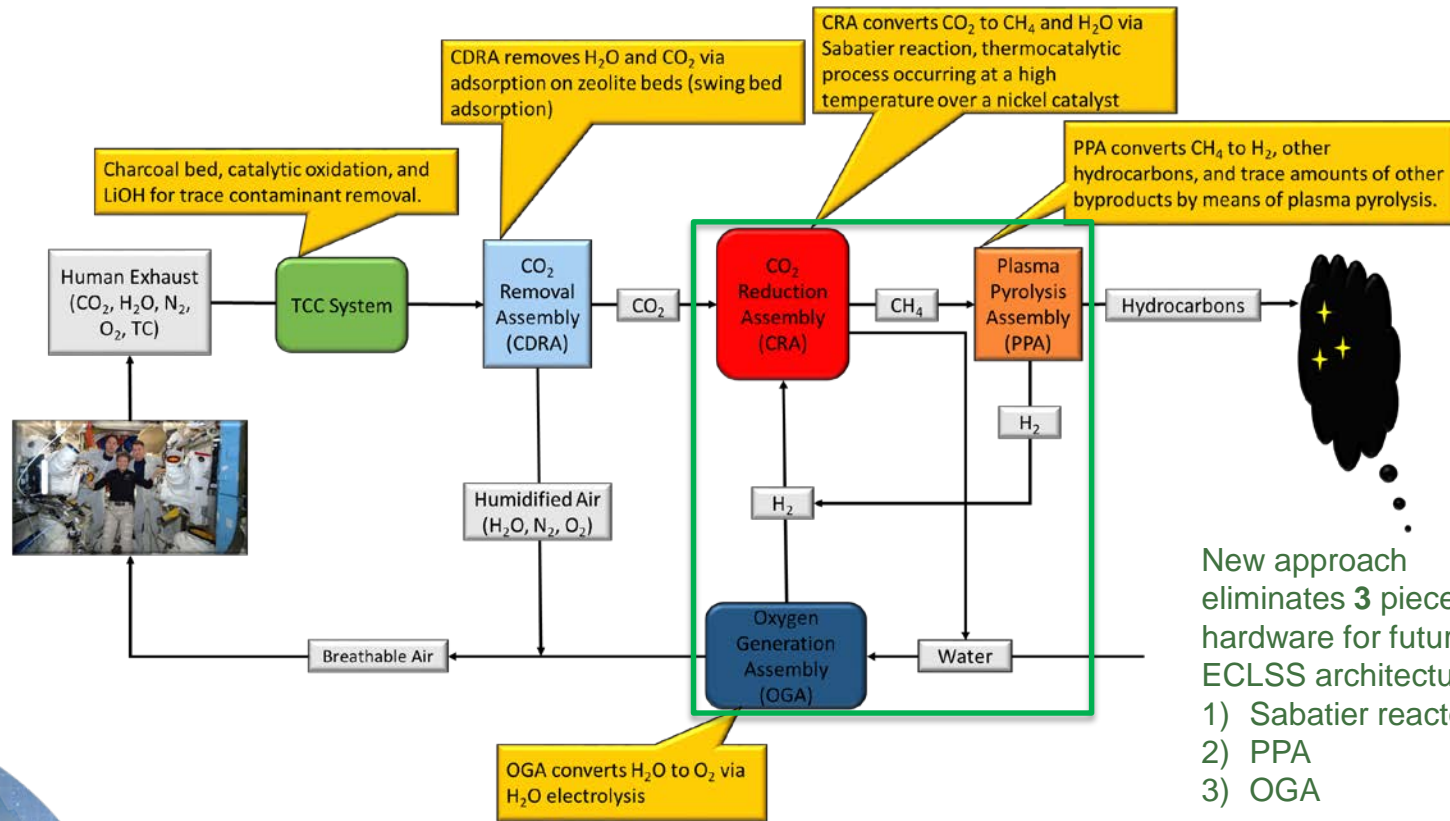 CRA converts CO₂ to CH₄ and H₂O via
Sabatier reaction, thermocatalytic
process occurring at a high
temperature over a nickel catalyst
CDRA removes H₂O and CO₂ via
adsorption on zeolite beds (swing bed
adsorption)
PPA converts CH₄ to H₂, other
hydrocarbons, and trace amounts of other
byproducts by means of plasma pyrolysis.
Charcoal bed, catalytic oxidation, and
LiOH for trace contaminant removal.
Human Exhaust
(CO₂, H₂O, N₂,
O₂, TC)
TCC System
CO₂
Removal
Assembly
(CDRA)
CO₂
CO₂
Reduction
Assembly
(CRA)
CH₄
Plasma
Pyrolysis
Assembly
(PPA)
Hydrocarbons
H₂
Humidified Air
(H₂O, N₂, O₂)
H₂
Breathable Air
Oxygen
Generation
Assembly
(OGA)
Water
OGA converts H₂O to O₂ via
H₂O electrolysis
New approach
eliminates 3 piece
hardware for futur
ECLSS architectu
1) Sabatier reacto
2) PPA
3) OGA